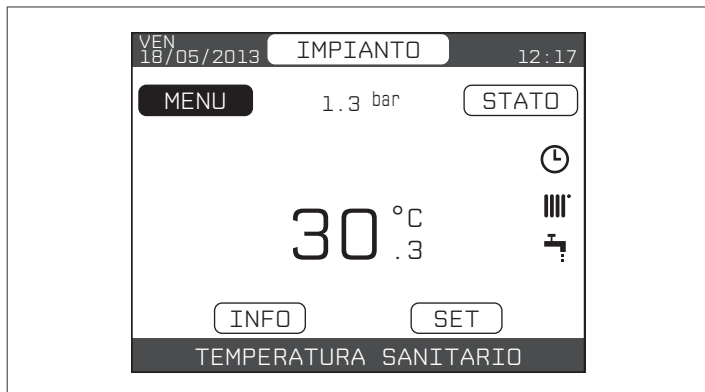 VEN
18/05/2013 IMPIANTO 12:17
MENU 1.3 bar STATO
30 °C
.3
INFO SET
TEMPERATURA SANITARIO